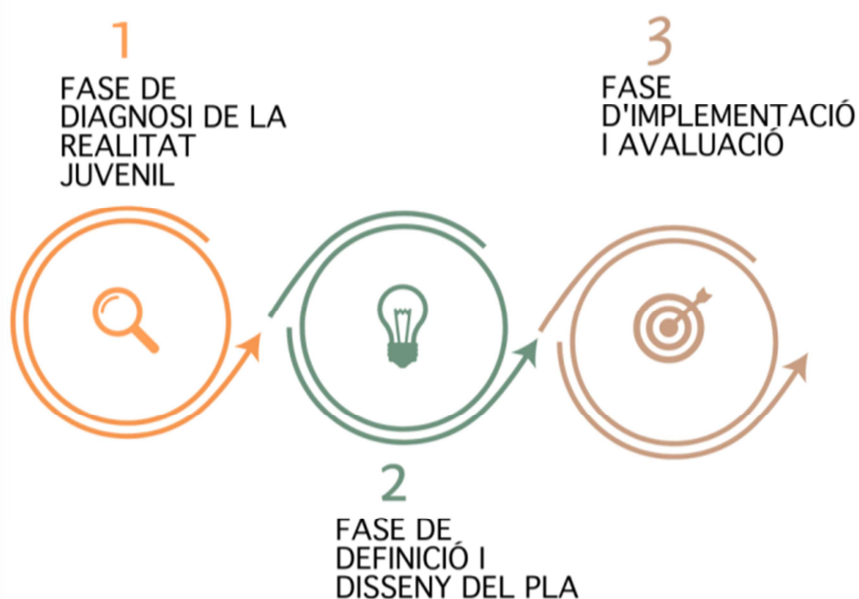 1
FASE DE
DIAGNOSI DE LA
REALITAT
JUVENIL
2
FASE DE
DEFINICIÓ I
DISSENY DEL PLA
3
FASE
D'IMPLEMENTACIÓ
I AVALUACIÓ